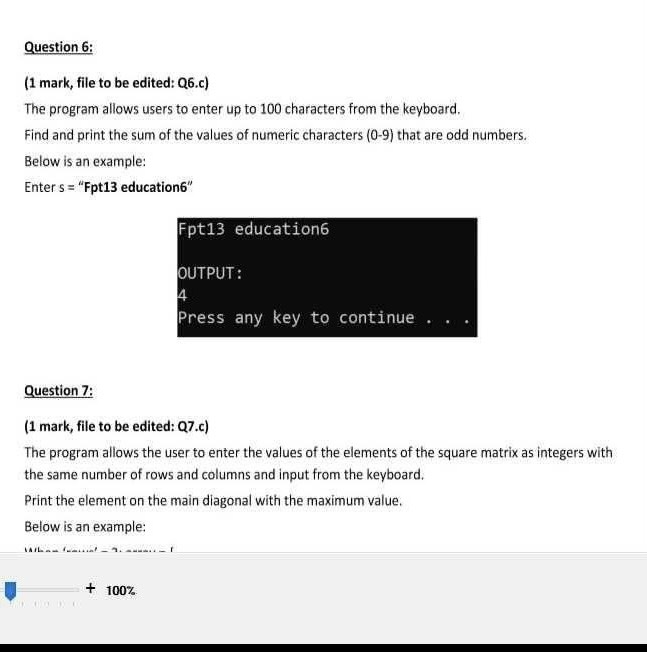 Question 6:
(1 mark, file to be edited: Q6.c)
The program allows users to enter up to 100 characters from the keyboard.
Find and print the sum of the values of numeric characters (0-9) that are odd numbers.
Below is an example:
Enter s = “Fpt13 education6”
Fpt13 education6
OUTPUT:
4
Press any key to continue . . .
Question 7:
(1 mark, file to be edited: Q7.c)
The program allows the user to enter the values of the elements of the square matrix as integers with
the same number of rows and columns and input from the keyboard.
Print the element on the main diagonal with the maximum value.
Below is an example:
+ 100%